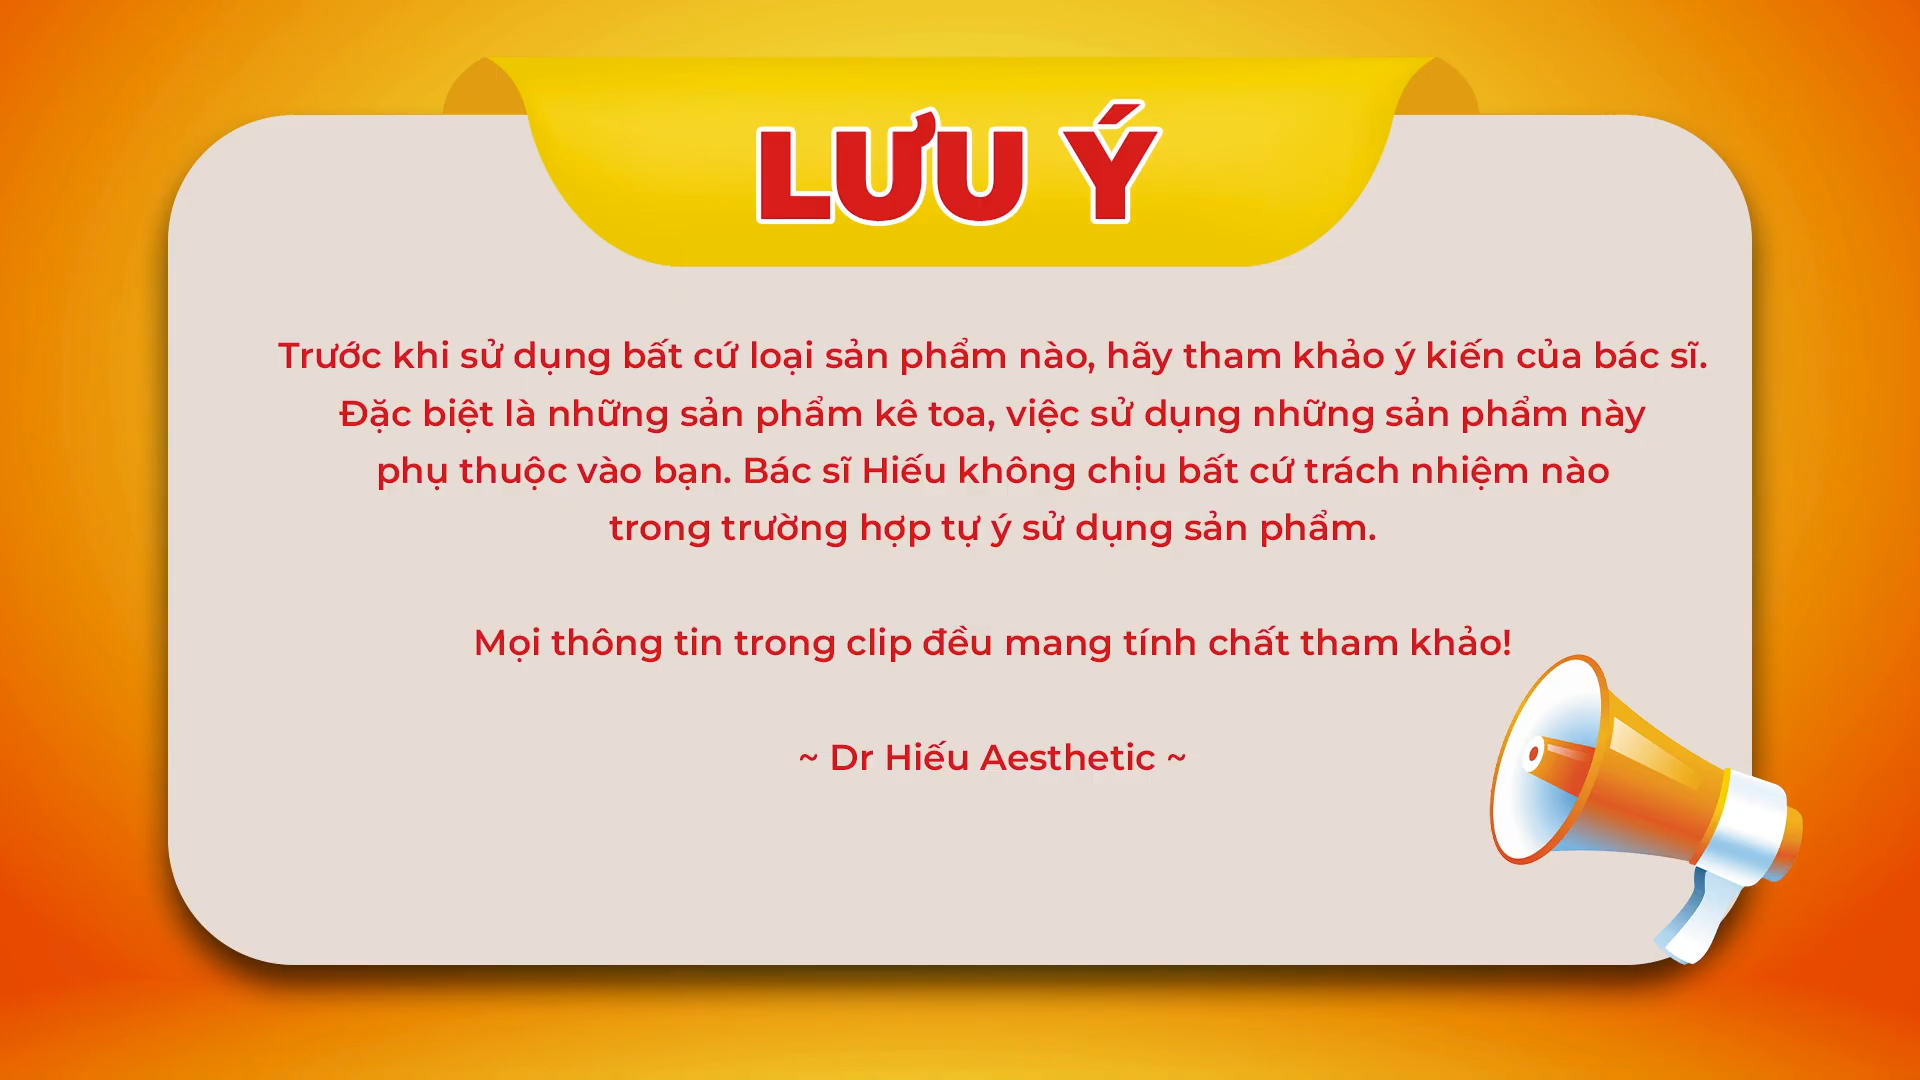 LƯU Ý
Trước khi sử dụng bất cứ loại sản phẩm nào, hãy tham khảo ý kiến của bác sĩ.
Đặc biệt là những sản phẩm kê toa, việc sử dụng những sản phẩm này
phụ thuộc vào bạn. Bác sĩ Hiếu không chịu bất cứ trách nhiệm nào
trong trường hợp tự ý sử dụng sản phẩm.
Mọi thông tin trong clip đều mang tính chất tham khảo!
~ Dr Hiếu Aesthetic ~